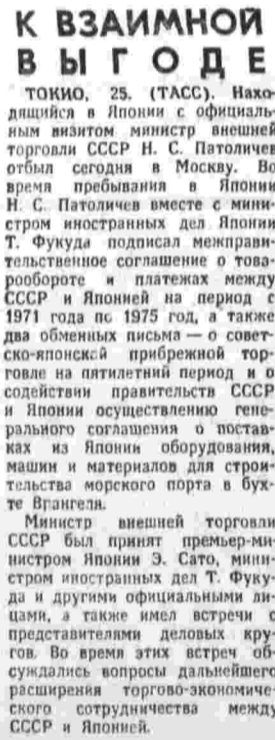 К ВЗАИМНОЙ
ВЫГОДЕ
ТОКИО, 25. (ТАСС). Нахо-
дящийся в Японии с официаль-
ным визитом министр внешней
торговли СССР Н. С. Патоличев
отбыл сегодня в Москву. Во
время пребывания в Японии
Н. С. Патоличев вместе с мини-
стром иностранных дел Японии
Т. Фукуда подписал межправи-
тельственное соглашение о това-
рообороте и платежах между
СССР и Японией на период с
1971 года по 1975 год, а также
два обменных письма — о совет-
ско-японской прибрежной тор-
говле на пятилетний период и о
содействии правительств СССР
и Японии осуществлению гене-
рального соглашения о постав-
ках из Японии оборудования,
машин и материалов для строи-
тельства морского порта в бух-
те Врангеля.
Министр внешней торговли
СССР был принят премьер-ми-
нистром Японии Э. Сато, мини-
стром иностранных дел Т. Фуку-
да и другими официальными ли-
цами, а также имел встречи с
представителями деловых кру-
гов. Во время этих встреч об-
суждались вопросы дальнейшего
расширения торгово-экономиче-
ского сотрудничества между
СССР и Японией.